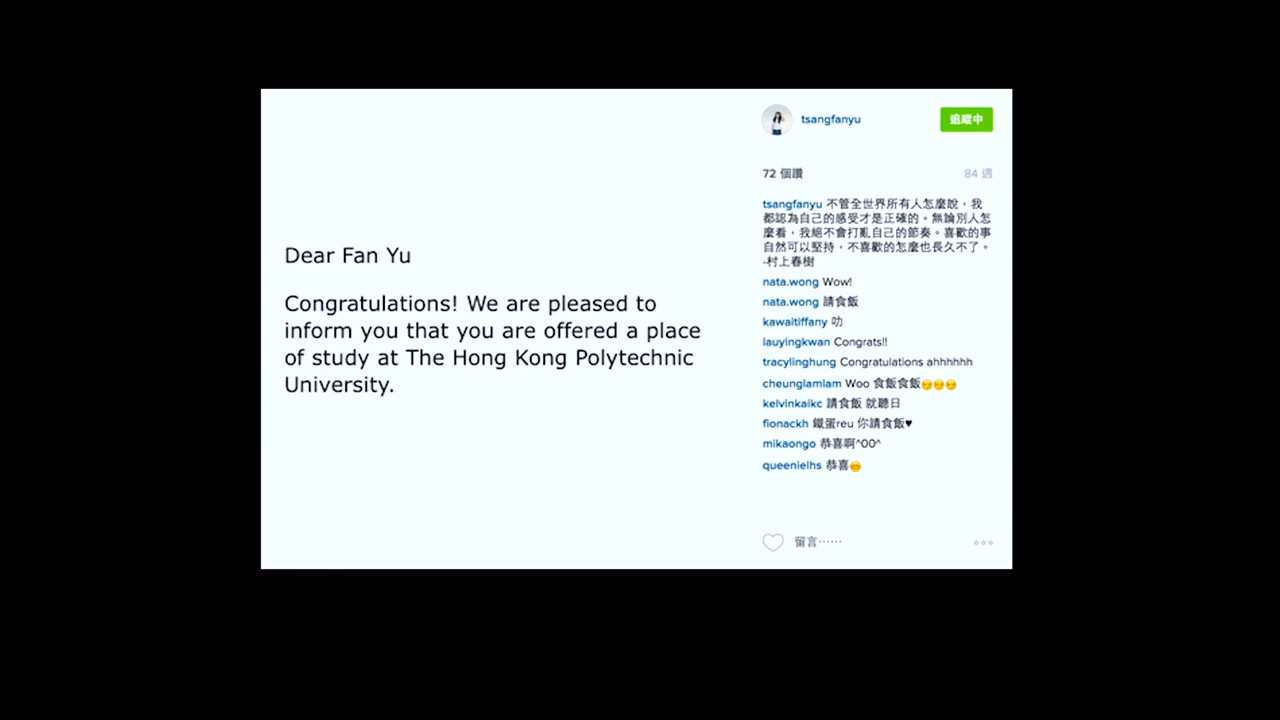 Dear Fan Yu
Congratulations! We are pleased to
inform you that you are offered a place
of study at The Hong Kong Polytechnic
University.
tsangfanyu
追蹤中
72 個讚
84 週
tsangfanyu 不管全世界所有人怎麼說，我
都認為自己的感受才是正確的。無論別人怎
麼看，我絕不會打亂自己的節奏。喜歡的事
自然可以堅持，不喜歡的怎麼也長久不了。
-村上春樹
nata.wong Wow!
nata.wong 請食飯
kawaitiffany 叻
lauyingkwan Congrats!!
tracylinghung Congratulations ahhhhhh
cheunglamlam Woo 食飯食飯😏😏😏
kelvinkaikc 請食飯 就聽日
fionackh 鐵蛋reu 你請食飯♥
mikaongo 恭喜啊^OO^
queenielhs 恭喜
留言……